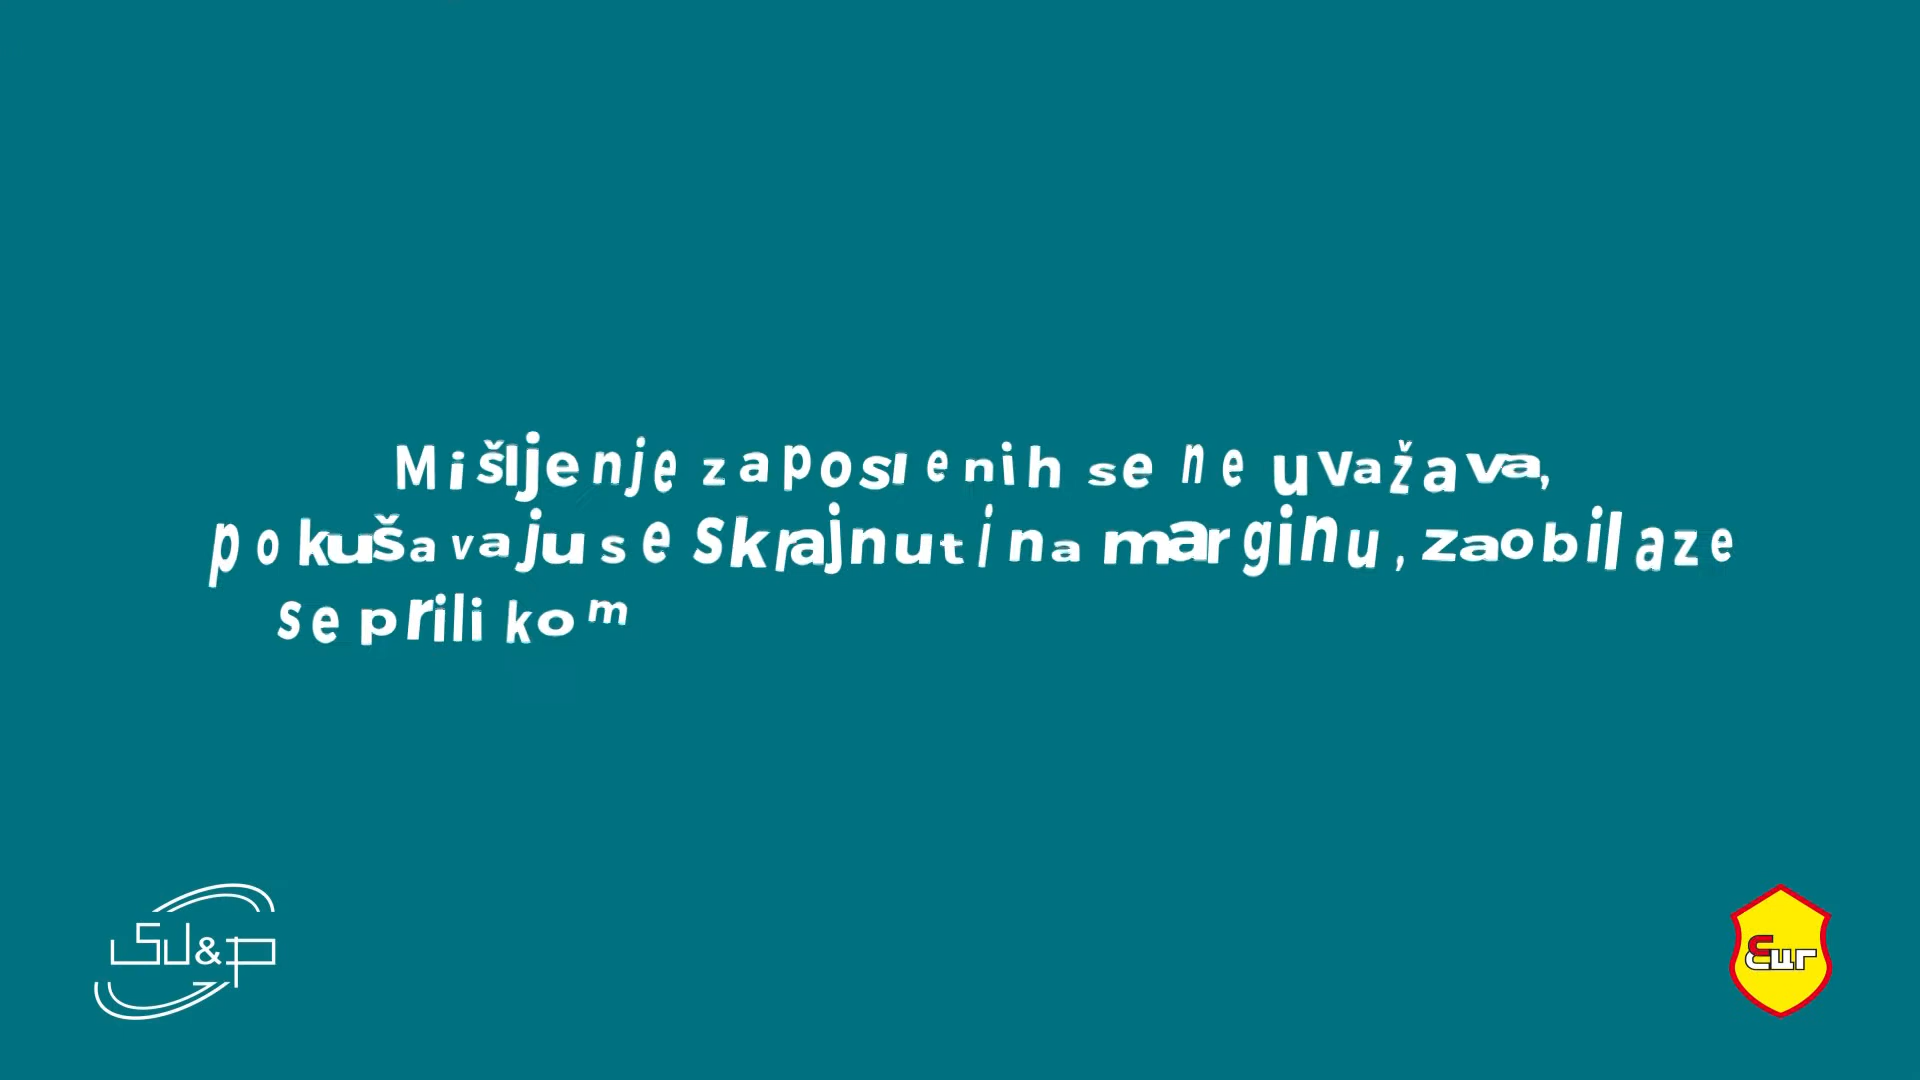 Mišljenje zaposlenih se ne uvažava,
pokušavaju se skrajnuti na marginu, zaobilaze
se prilikom